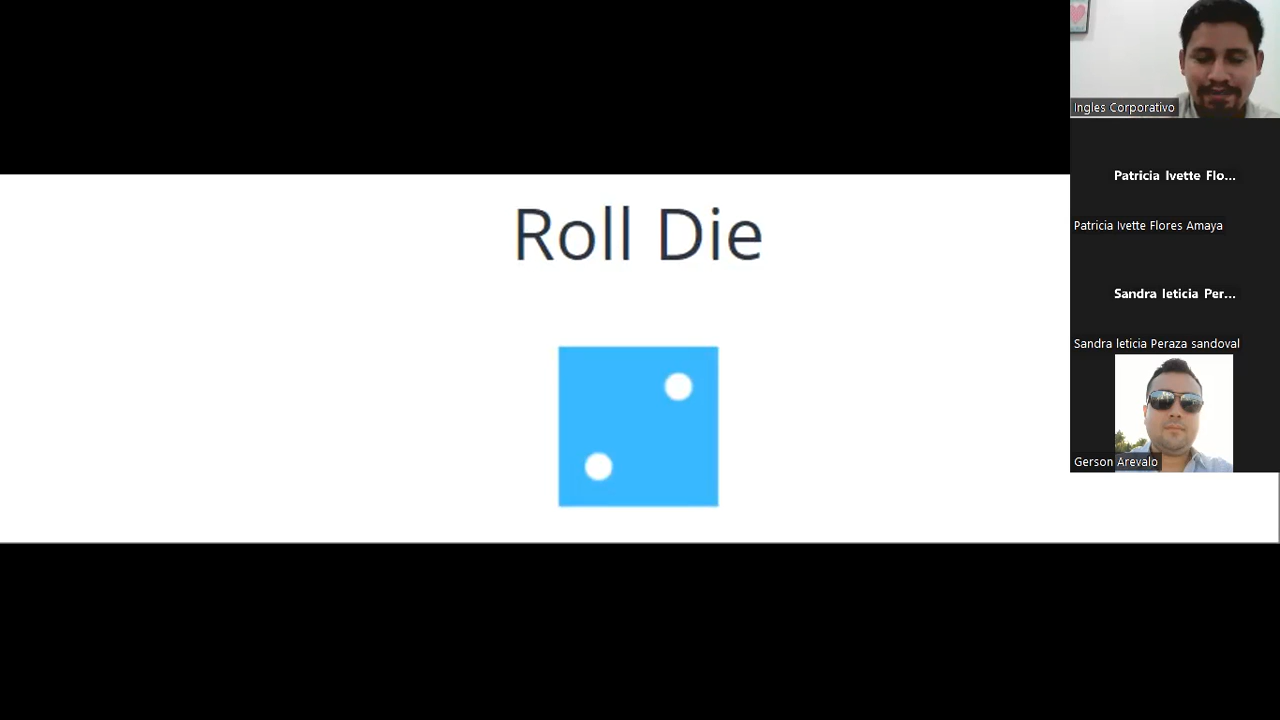 Roll Die
Ingles Corporativo
Patricia Ivette Flo...
Patricia Ivette Flores Amaya
Sandra leticia Per...
Sandra leticia Peraza sandoval
Gerson Arevalo